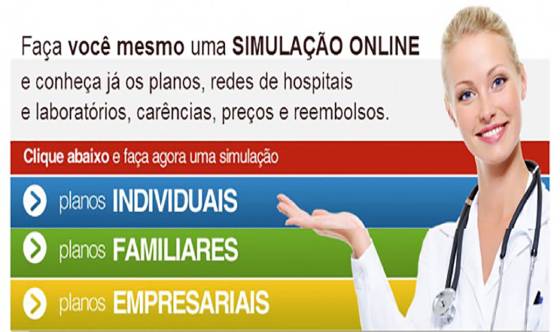 Faça você mesmo uma SIMULAÇÃO ONLINE
e conheça já os planos, redes de hospitais
e laboratórios, carências, preços e reembolsos.
Clique abaixo e faça agora uma simulação
planos INDIVIDUAIS
planos FAMILIARES
planos EMPRESARIAIS